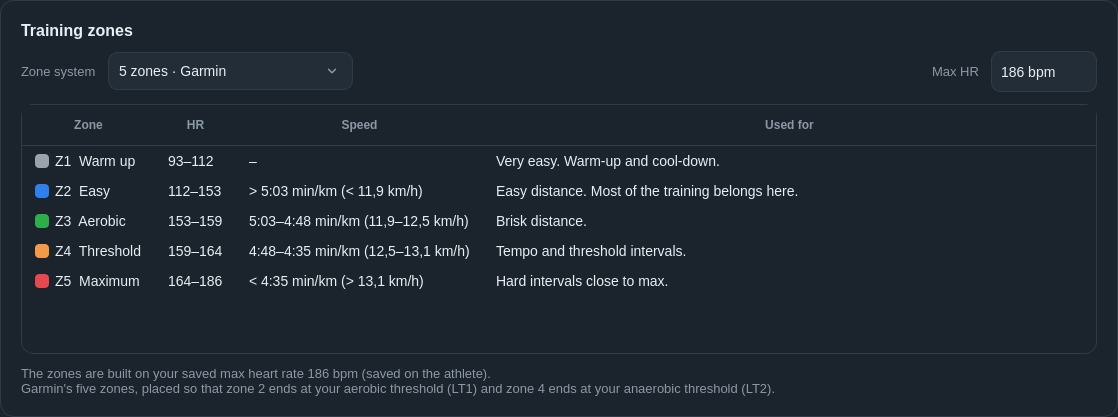 Training zones
Zone system 5 zones · Garmin Max HR 186 bpm
Zone HR Speed Used for
Z1 Warm up 93–112 – Very easy. Warm-up and cool-down.
Z2 Easy 112–153 > 5:03 min/km (< 11,9 km/h) Easy distance. Most of the training belongs here.
Z3 Aerobic 153–159 5:03–4:48 min/km (11,9–12,5 km/h) Brisk distance.
Z4 Threshold 159–164 4:48–4:35 min/km (12,5–13,1 km/h) Tempo and threshold intervals.
Z5 Maximum 164–186 < 4:35 min/km (> 13,1 km/h) Hard intervals close to max.
The zones are built on your saved max heart rate 186 bpm (saved on the athlete).
Garmin's five zones, placed so that zone 2 ends at your aerobic threshold (LT1) and zone 4 ends at your anaerobic threshold (LT2).